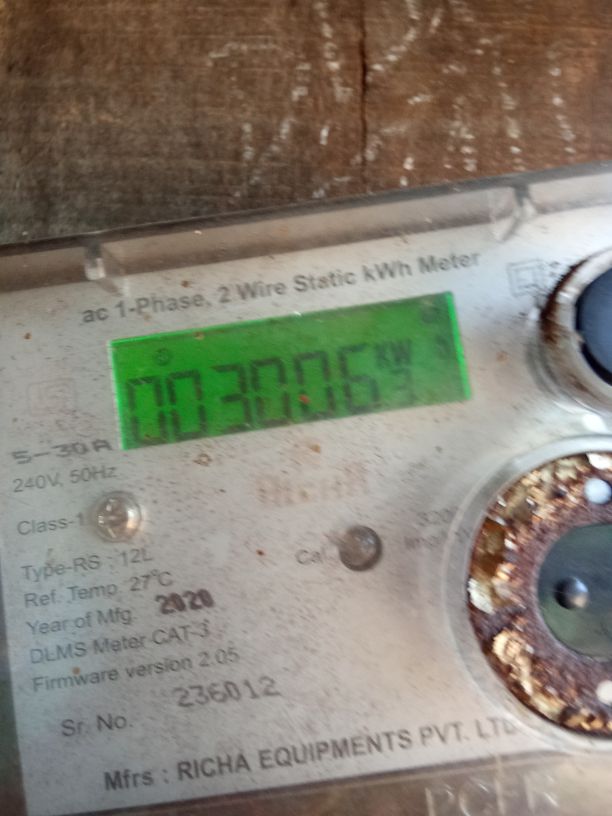 ac 1-Phase, 2 Wire Static kWh Meter
003006 KW
5-30A
240V, 50Hz
Class-1
320
Cal
Type-RS : 12L
Ref. Temp. 27°C
Year of Mfg. 2020
DLMS Meter CAT-3
Firmware version 2.05
Sr. No. 236012
Mfrs : RICHA EQUIPMENTS PVT. LTD